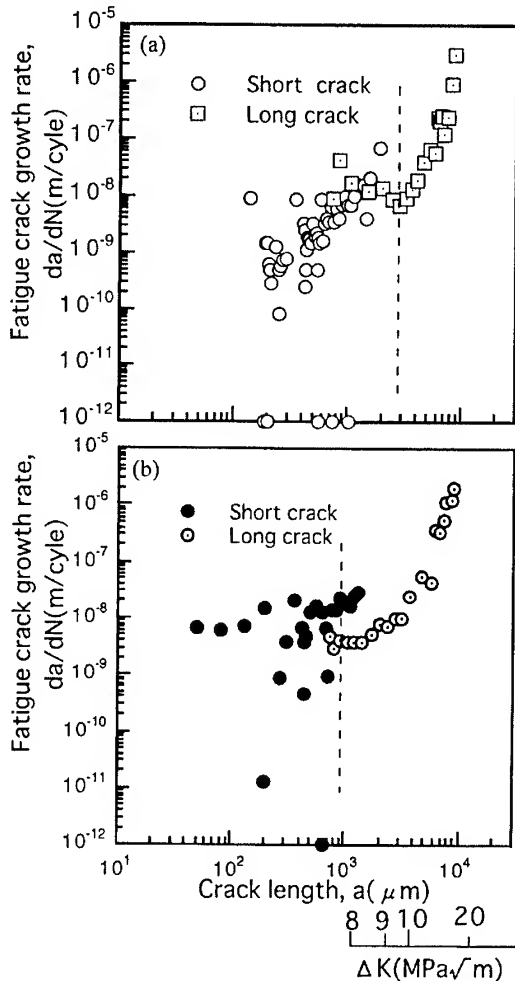 (a)
Short crack
Long crack
Fatigue crack growth rate,
da/dN(m/cyle)
10^-5
10^-6
10^-7
10^-8
10^-9
10^-10
10^-11
10^-12
(b)
Short crack
Long crack
Fatigue crack growth rate,
da/dN(m/cyle)
10^-5
10^-6
10^-7
10^-8
10^-9
10^-10
10^-11
10^-12
10^1 10^2 10^3 10^4
Crack length, a( μm)
8 9 10 20
ΔK(MPa√m)